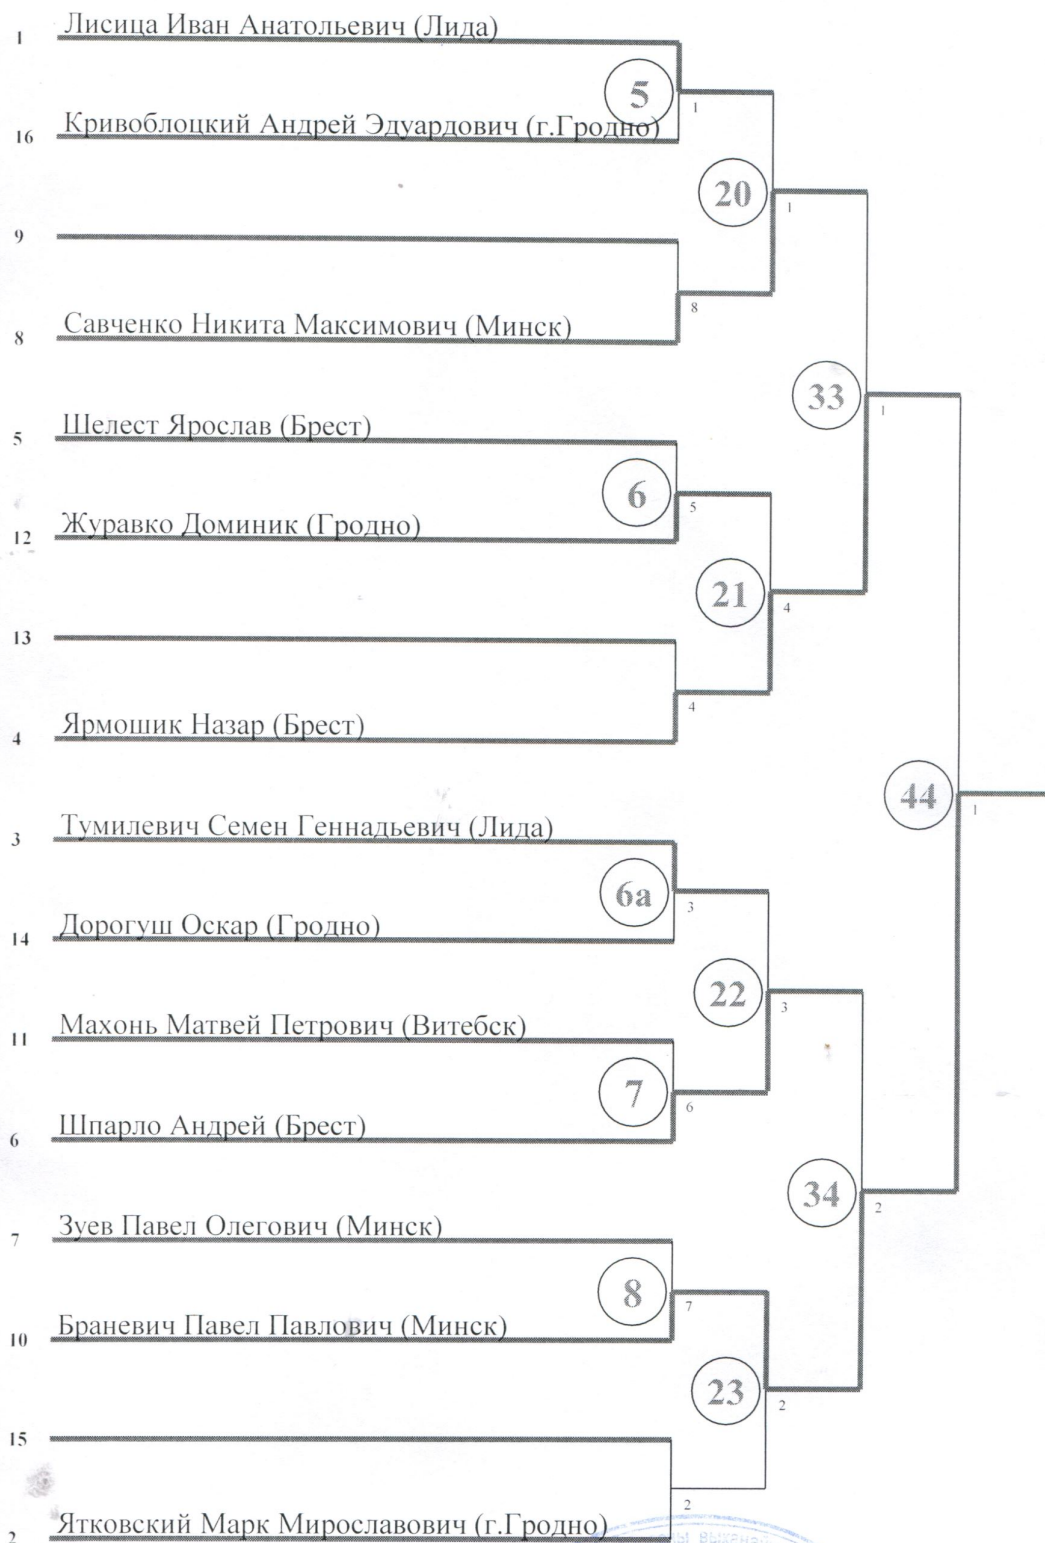 1 Лисица Иван Анатольевич (Лида)
5
1
16 Кривоблоцкий Андрей Эдуардович (г.Гродно)
20
1
9
8
8 Савченко Никита Максимович (Минск)
33
1
5 Шелест Ярослав (Брест)
6
5
12 Журавко Доминик (Гродно)
21
4
13
4
4 Ярмошик Назар (Брест)
44
1
3 Тумилевич Семен Геннадьевич (Лида)
6а
3
14 Дорогуш Оскар (Гродно)
22
3
11 Махонь Матвей Петрович (Витебск)
7
6
6 Шпарло Андрей (Брест)
34
2
7 Зуев Павел Олегович (Минск)
8
7
10 Браневич Павел Павлович (Минск)
23
2
15
2
2 Ятковский Марк Мирославович (г.Гродно)